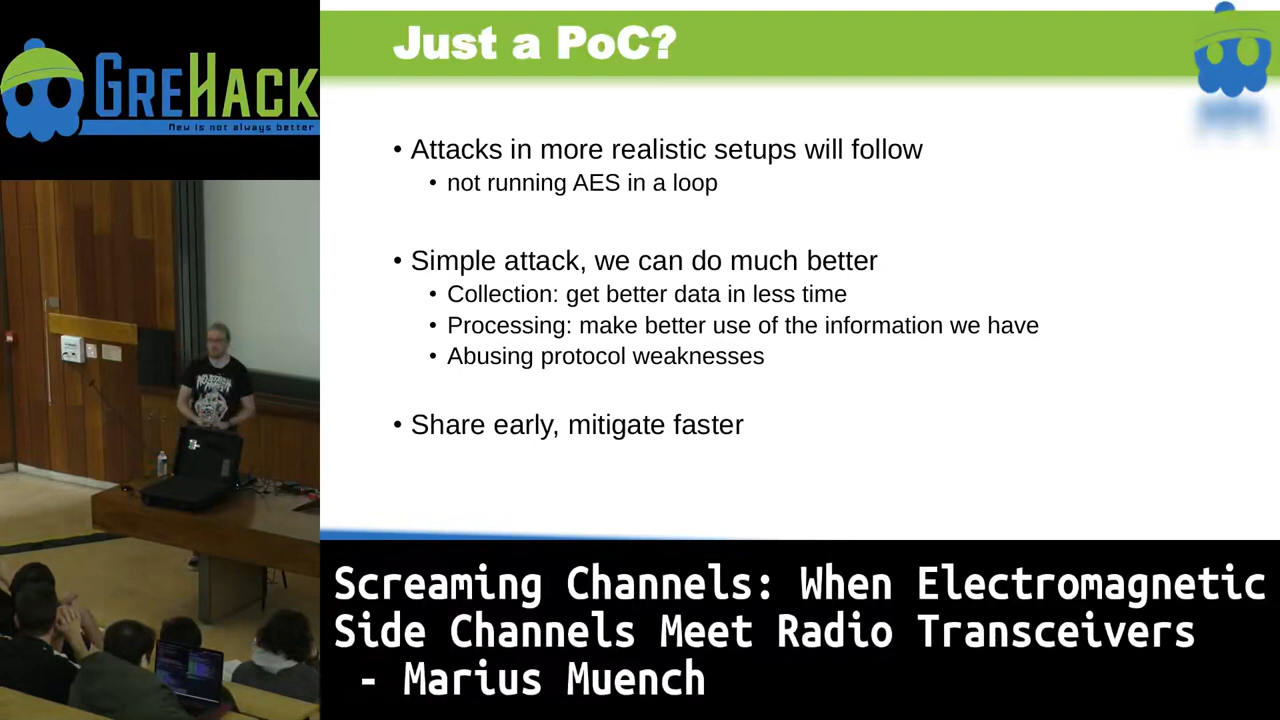 GREHACK
New is not always better
Just a PoC?
• Attacks in more realistic setups will follow
• not running AES in a loop
• Simple attack, we can do much better
• Collection: get better data in less time
• Processing: make better use of the information we have
• Abusing protocol weaknesses
• Share early, mitigate faster
Screaming Channels: When Electromagnetic
Side Channels Meet Radio Transceivers
- Marius Muench